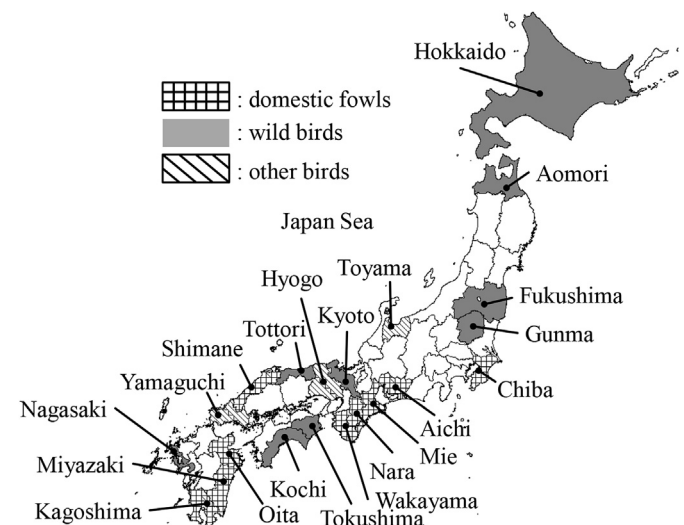 Hokkaido
: domestic fowls
: wild birds
: other birds
Aomori
Japan Sea
Toyama
Hyogo
Fukushima
Kyoto
Tottori
Gunma
Shimane
Chiba
Yamaguchi
Nagasaki
Aichi
Mie
Miyazaki
Nara
Kochi
Wakayama
Kagoshima
Oita
Tokushima